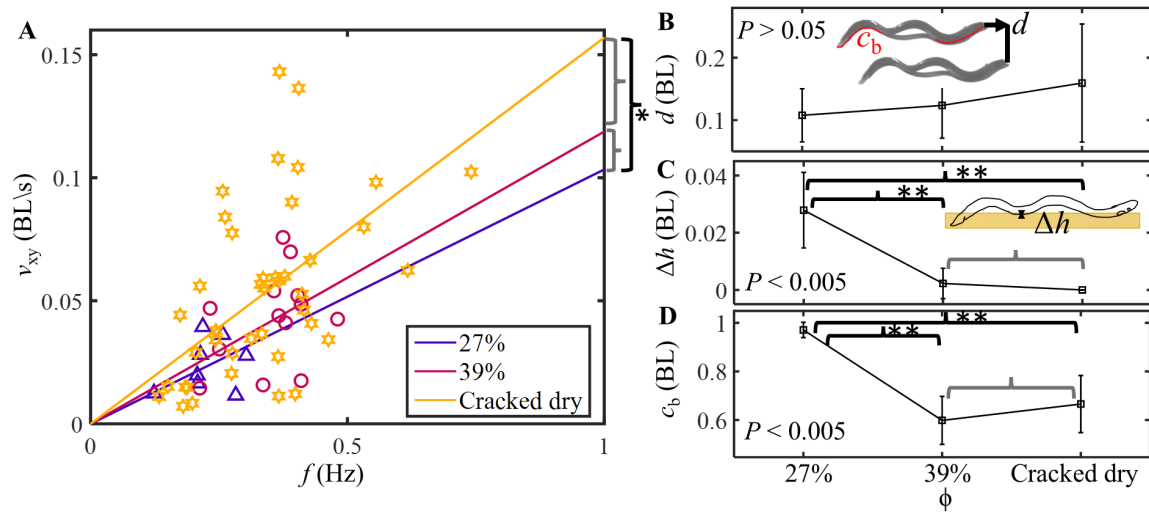 A
v_xy (BL\s)
0.15
0.1
0.05
0
0
0.5
1
f (Hz)
27%
39%
Cracked dry
*
B
P > 0.05
c_b
d
d (BL)
0.2
0.1
C
Δh (BL)
0.04
0.02
0
**
**
Δh
P < 0.005
D
c_b (BL)
1
0.8
0.6
**
**
P < 0.005
27%
39%
Cracked dry
ϕ